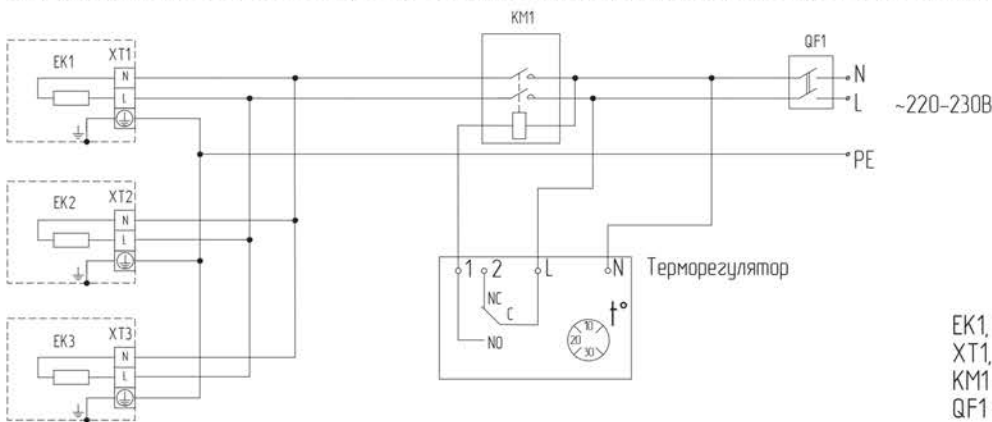 KM1
QF1
EK1
XT1
N
L
N
L
~220-230В
PE
EK2
XT2
N
L
1 2 L N
Терморегулятор
NC
C
NO
t°
10
20
30
EK3
XT3
N
L
EK1,
XT1,
KM1
QF1